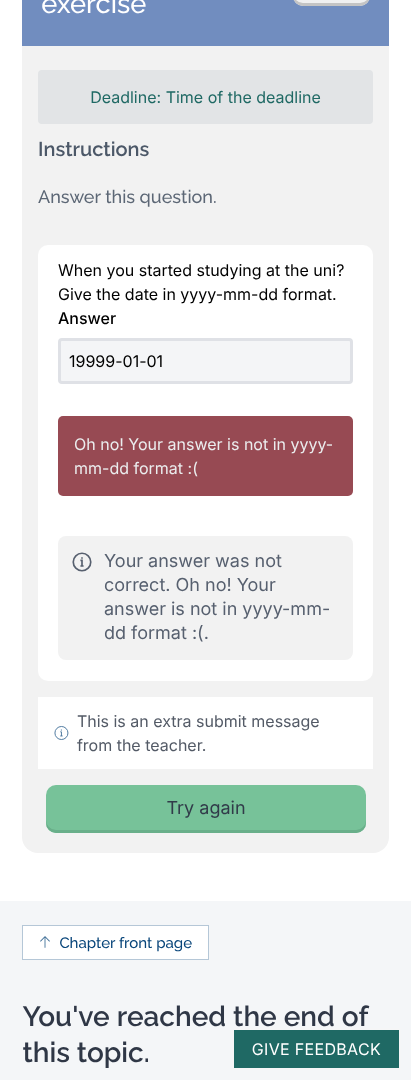 exercise
Deadline: Time of the deadline
Instructions
Answer this question.
When you started studying at the uni?
Give the date in yyyy-mm-dd format.
Answer
19999-01-01
Oh no! Your answer is not in yyyy-
mm-dd format :(
Your answer was not
correct. Oh no! Your
answer is not in yyyy-mm-
dd format :(.
This is an extra submit message
from the teacher.
Try again
Chapter front page
You've reached the end of
this topic.
GIVE FEEDBACK